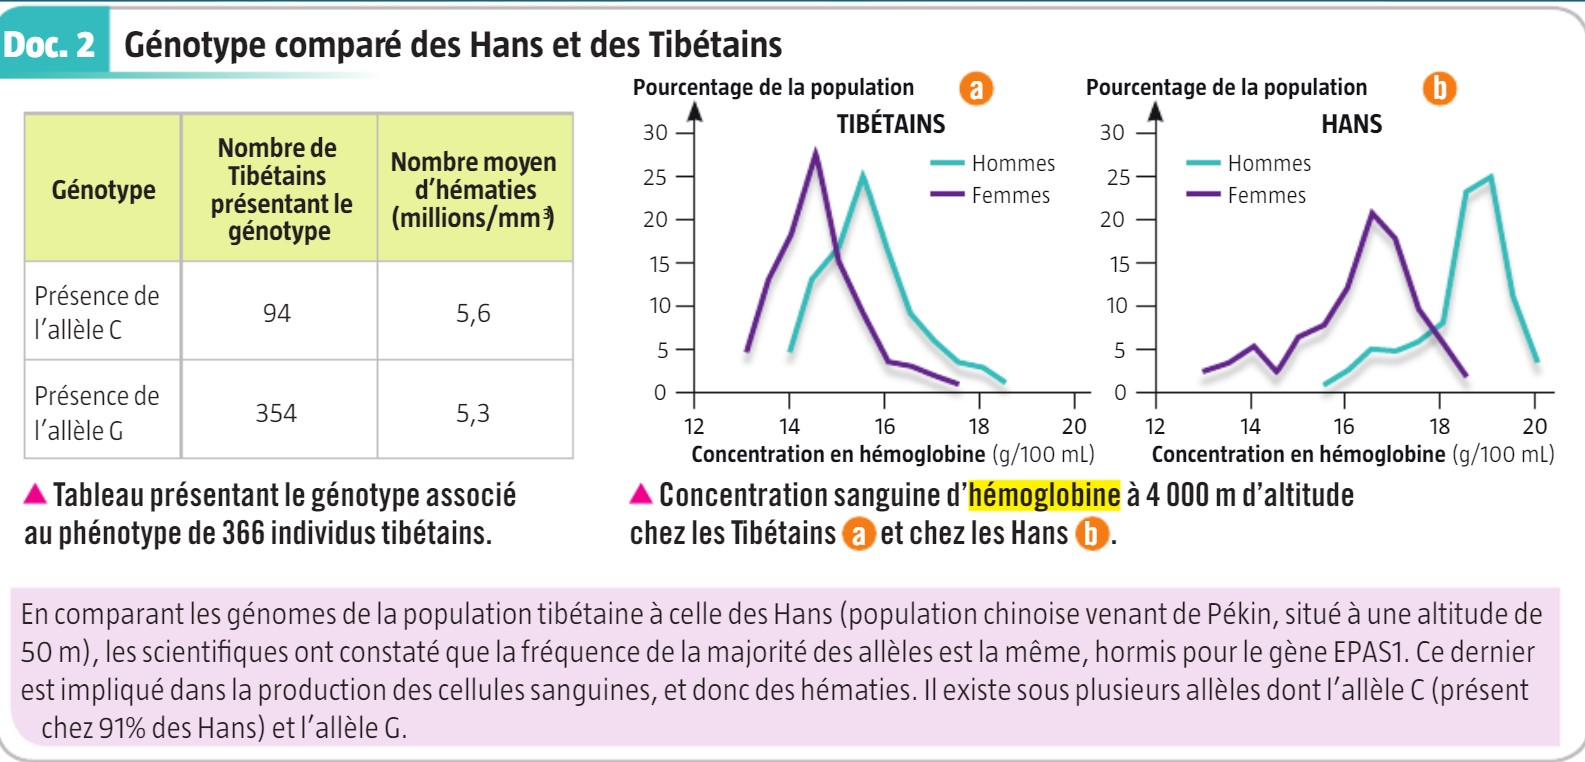 Doc. 2 Génotype comparé des Hans et des Tibétains
Génotype
Nombre de
Tibétains
présentant le
génotype
Nombre moyen
d'hématies
(millions/mm³)
Présence de
l'allèle C
94
5,6
Présence de
l'allèle G
354
5,3
▲ Tableau présentant le génotype associé
au phénotype de 366 individus tibétains.
Pourcentage de la population a
TIBÉTAINS
Hommes
Femmes
30
25
20
15
10
5
0
12 14 16 18 20
Concentration en hémoglobine (g/100 mL)
Pourcentage de la population b
HANS
Hommes
Femmes
30
25
20
15
10
5
0
12 14 16 18 20
Concentration en hémoglobine (g/100 mL)
▲ Concentration sanguine d'hémoglobine à 4 000 m d'altitude
chez les Tibétains a et chez les Hans b.
En comparant les génomes de la population tibétaine à celle des Hans (population chinoise venant de Pékin, situé à une altitude de
50 m), les scientifiques ont constaté que la fréquence de la majorité des allèles est la même, hormis pour le gène EPAS1. Ce dernier
est impliqué dans la production des cellules sanguines, et donc des hématies. Il existe sous plusieurs allèles dont l'allèle C (présent
chez 91% des Hans) et l'allèle G.